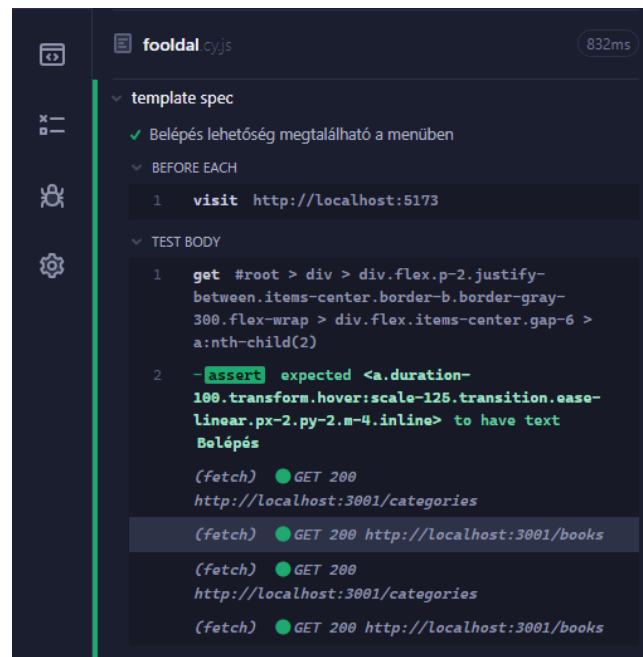 fooldal.cy.js 832ms
template spec
Belépés lehetőség megtalálható a menüben
BEFORE EACH
1 visit http://localhost:5173
TEST BODY
1 get #root > div > div.flex.p-2.justify-
between.items-center.border-b.border-gray-
300.flex-wrap > div.flex.items-center.gap-6 >
a:nth-child(2)
2 -assert expected <a.duration-
100.transform.hover:scale-125.transition.ease-
linear.px-2.py-2.m-4.inline> to have text
Belépés
(fetch) GET 200
http://localhost:3001/categories
(fetch) GET 200 http://localhost:3001/books
(fetch) GET 200
http://localhost:3001/categories
(fetch) GET 200 http://localhost:3001/books